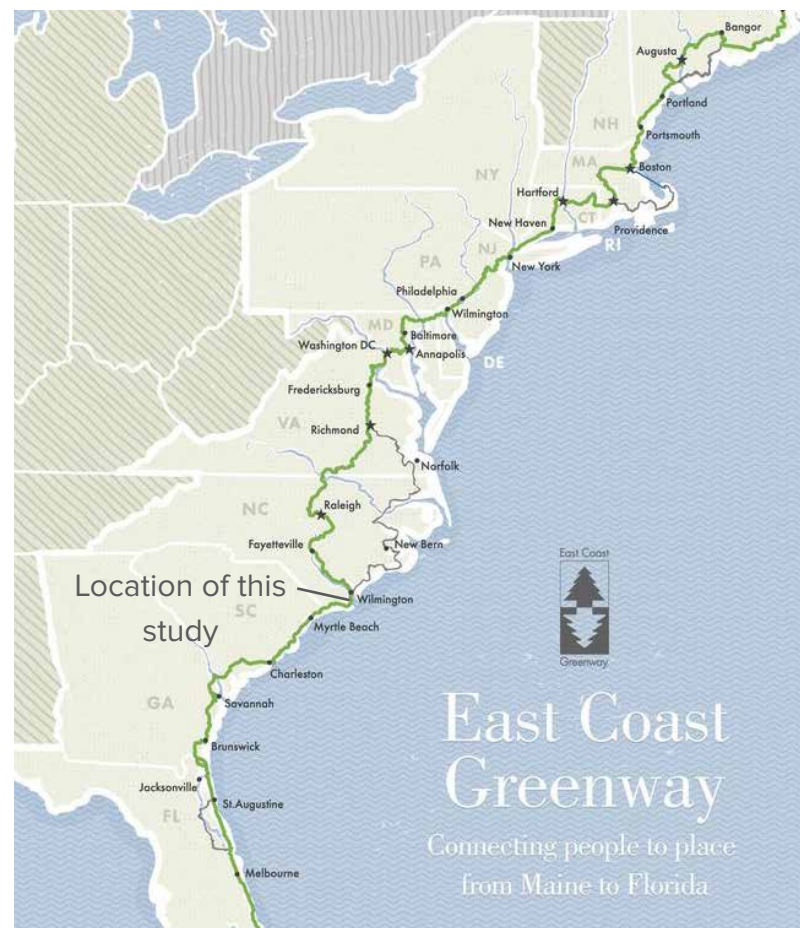 Bangor
Augusta
Portland
NH
Portsmouth
MA
Boston
NY
Hartford
CT
New Haven
Providence
RI
NJ
New York
PA
Philadelphia
Wilmington
MD
Baltimore
Washington DC
Annapolis
DE
Fredericksburg
VA
Richmond
Norfolk
NC
Raleigh
Fayetteville
New Bern
Location of this
study
Wilmington
SC
Myrtle Beach
Charleston
GA
Savannah
Brunswick
Jacksonville
St.Augustine
FL
Melbourne
East Coast
Greenway
East Coast
Greenway
Connecting people to place
from Maine to Florida